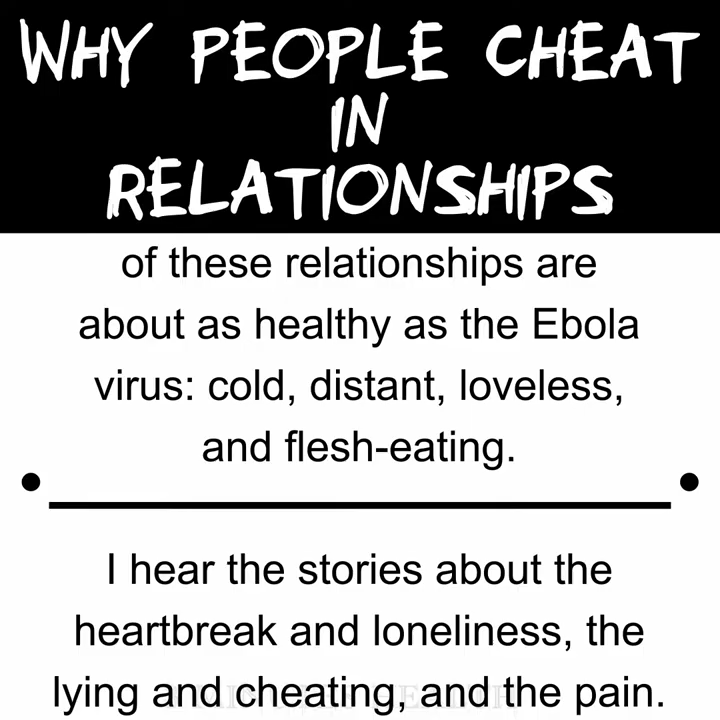 WHY PEOPLE CHEAT
IN
RELATIONSHIPS
of these relationships are
about as healthy as the Ebola
virus: cold, distant, loveless,
and flesh-eating.
I hear the stories about the
heartbreak and loneliness, the
lying and cheating, and the pain.